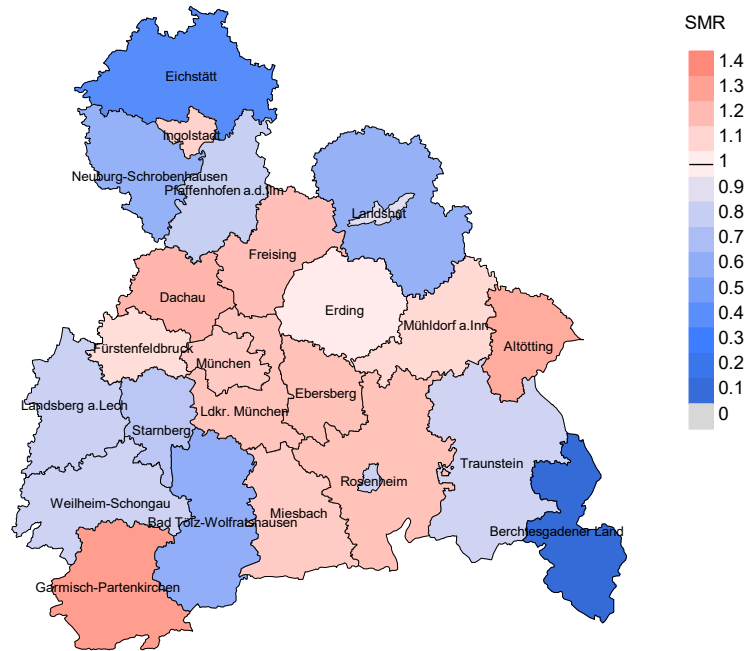 SMR
1.4
1.3
1.2
1.1
1
0.9
0.8
0.7
0.6
0.5
0.4
0.3
0.2
0.1
0
Eichstätt
Ingolstadt
Neuburg-Schrobenhausen
Pfaffenhofen a.d.Ilm
Landshut
Freising
Dachau
Erding
Mühldorf a.Inn
Altötting
Fürstenfeldbruck
München
Ebersberg
Landsberg a.Lech
Ldkr. München
Starnberg
Traunstein
Rosenheim
Weilheim-Schongau
Miesbach
Bad Tölz-Wolfratshausen
Berchtesgadener Land
Garmisch-Partenkirchen